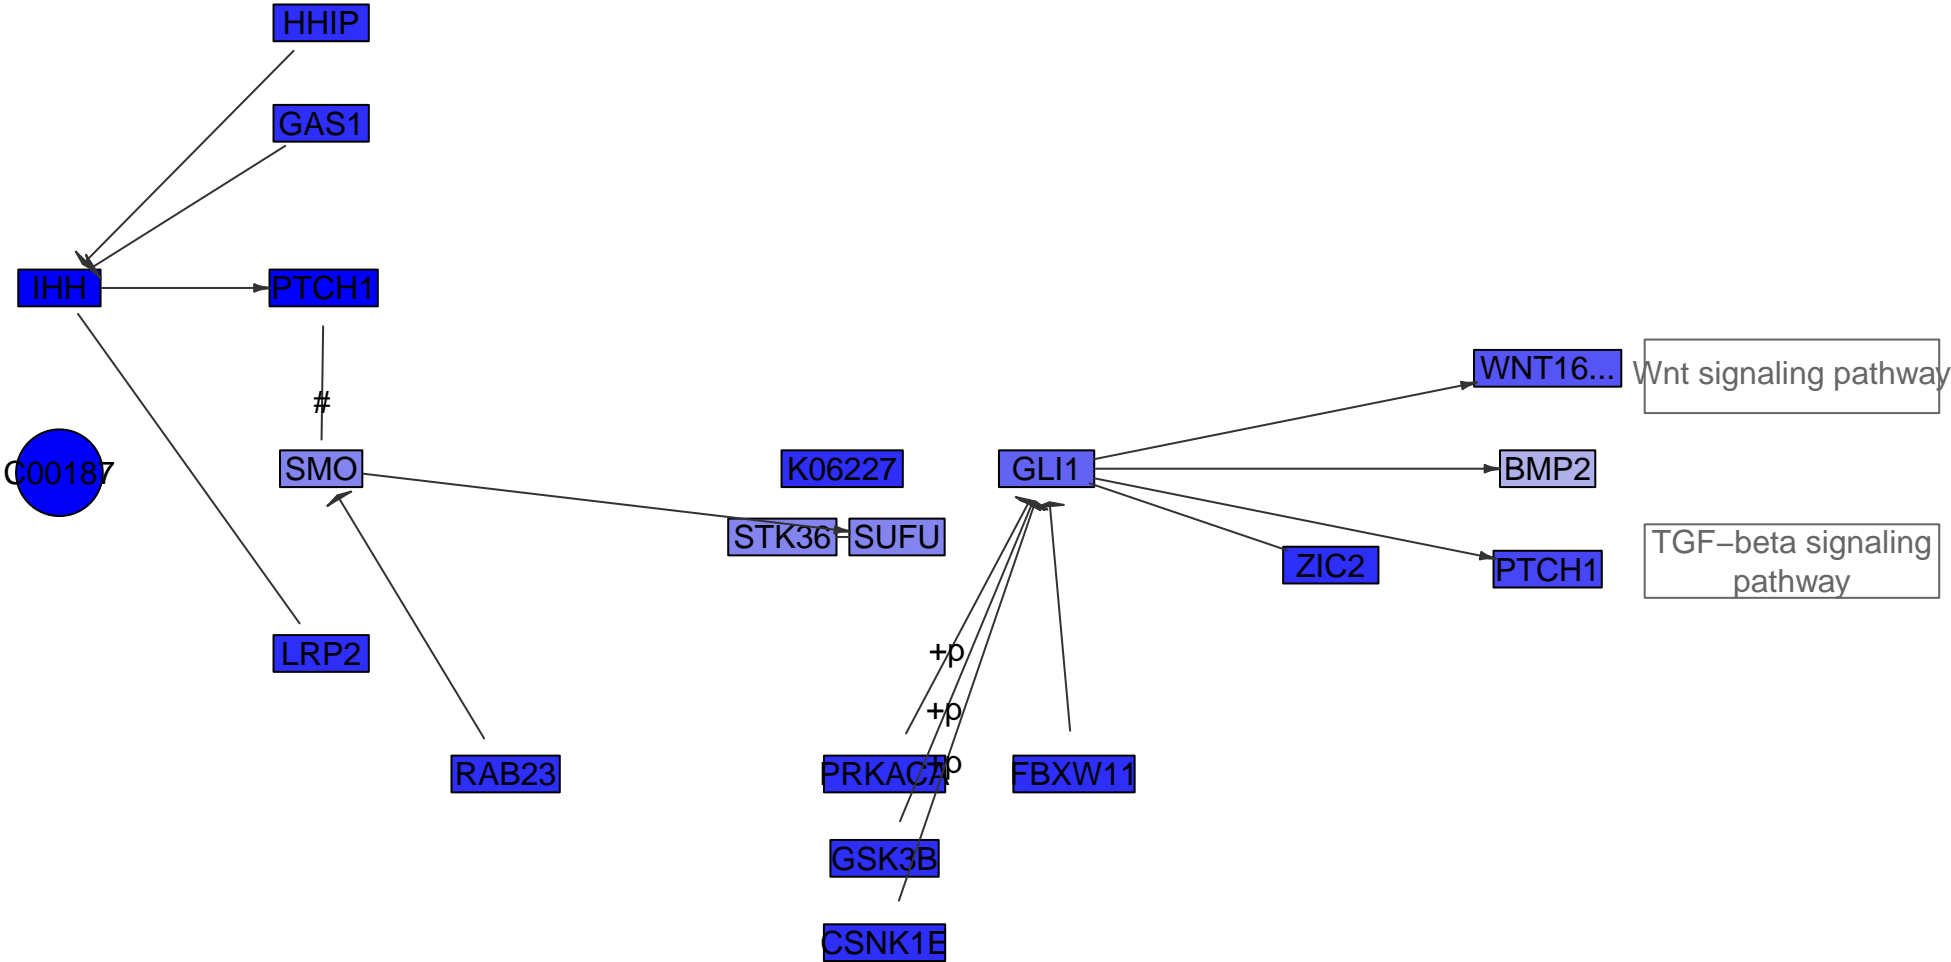 HHIP
GAS1
IHH
PTCH1
WNT16...
Wnt signaling pathway
#
C00187
SMO
K06227
GLI1
BMP2
STK36
SUFU
ZIC2
PTCH1
TGF−beta signaling
pathway
LRP2
+p
+p
+p
RAB23
PRKACA
FBXW11
GSK3B
CSNK1E